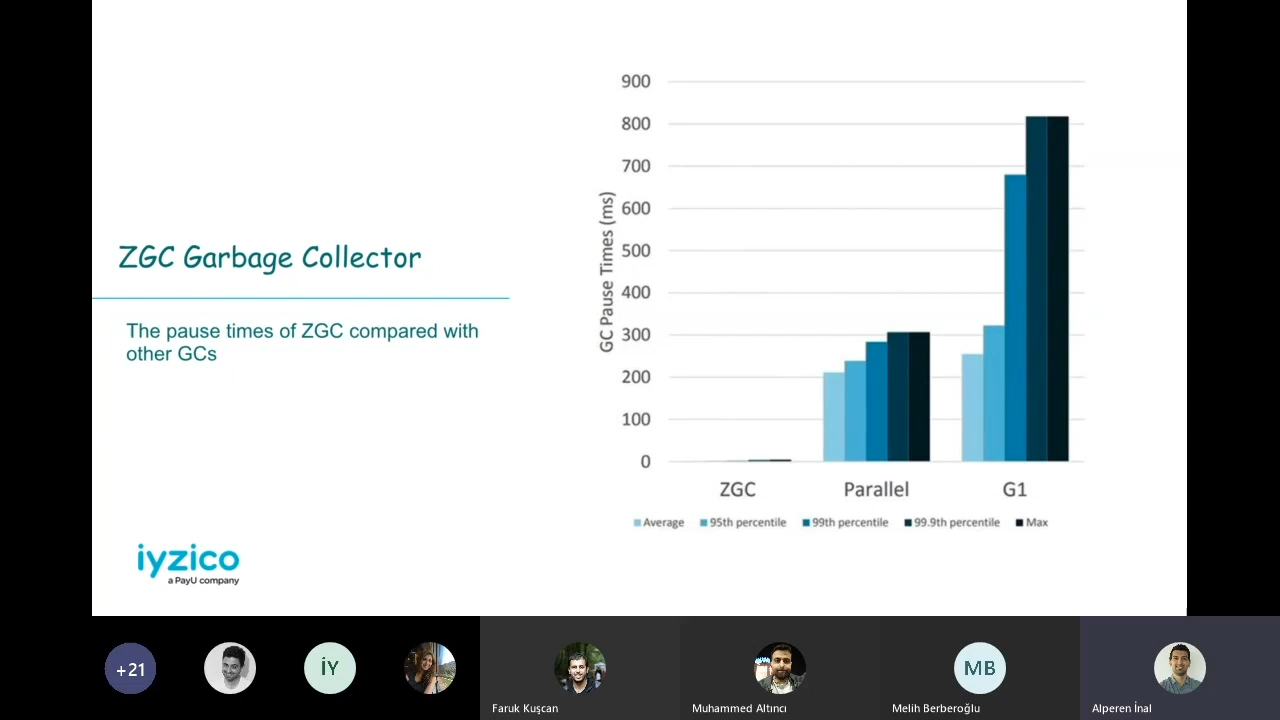 ZGC Garbage Collector
The pause times of ZGC compared with
other GCs
iyzico
a PayU company
GC Pause Times (ms)
900
800
700
600
500
400
300
200
100
0
ZGC Parallel G1
Average 95th percentile 99th percentile 99.9th percentile Max
+21
İY
MB
Faruk Kuşcan Muhammed Altıncı Melih Berberoğlu Alperen İnal